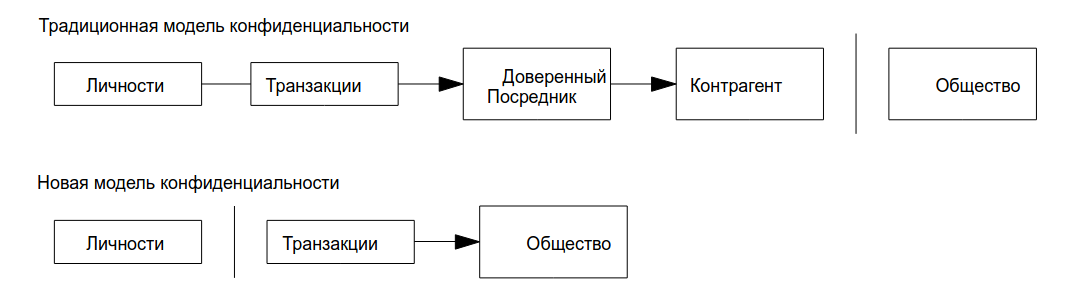 Традиционная модель конфиденциальности
Личности
Транзакции
Доверенный
Посредник
Контрагент
Общество
Новая модель конфиденциальности
Личности
Транзакции
Общество